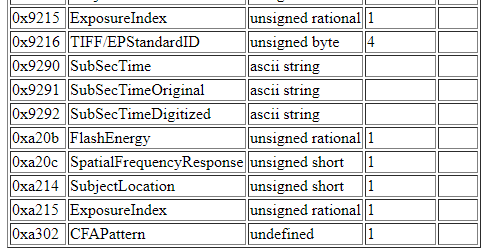 0x9215 ExposureIndex unsigned rational 1
0x9216 TIFF/EPStandardID unsigned byte 4
0x9290 SubSecTime ascii string
0x9291 SubSecTimeOriginal ascii string
0x9292 SubSecTimeDigitized ascii string
0xa20b FlashEnergy unsigned rational 1
0xa20c SpatialFrequencyResponse unsigned short 1
0xa214 SubjectLocation unsigned short 1
0xa215 ExposureIndex unsigned rational 1
0xa302 CFAPattern undefined 1